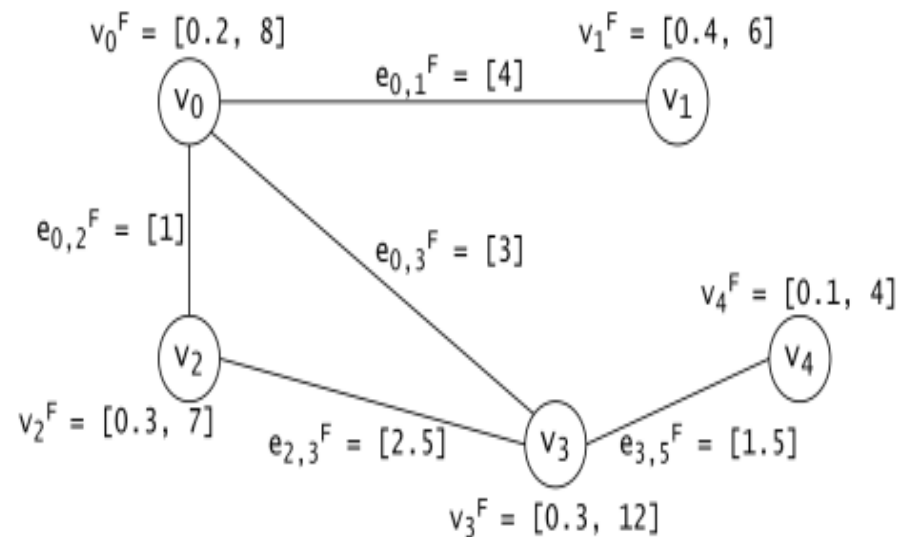 v₀ᶠ = [0.2, 8]
v₁ᶠ = [0.4, 6]
e₀,₁ᶠ = [4]
v₀
v₁
e₀,₂ᶠ = [1]
e₀,₃ᶠ = [3]
v₄ᶠ = [0.1, 4]
v₂
v₄
v₂ᶠ = [0.3, 7]
e₂,₃ᶠ = [2.5]
v₃
e₃,₅ᶠ = [1.5]
v₃ᶠ = [0.3, 12]